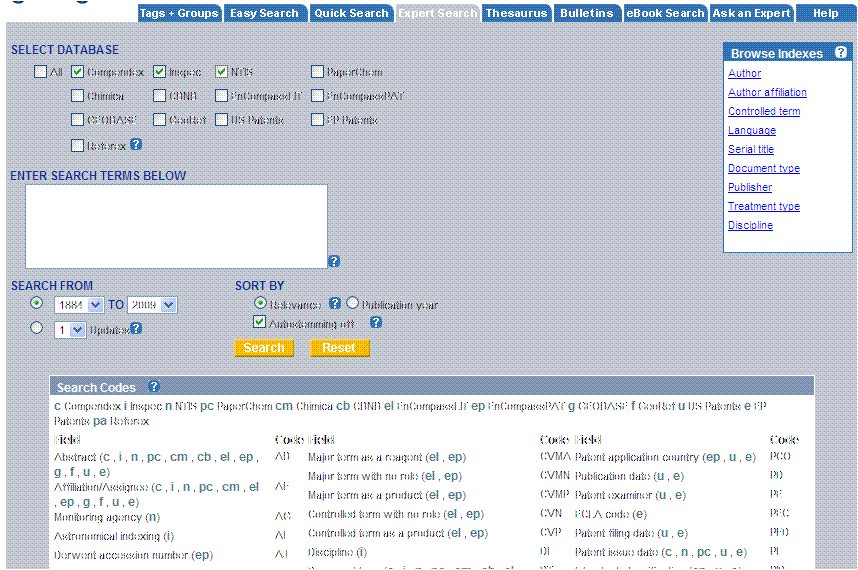 Tags + Groups Easy Search Quick Search Expert Search Thesaurus Bulletins eBook Search Ask an Expert Help
SELECT DATABASE
All Compendex Inspec NTIS PaperChem
Chimica CBNB EnCompassLIT EnCompassPAT
GEOBASE GeoRef US Patents EP Patents
Referex ?
Browse Indexes ?
Author
Author affiliation
Controlled term
Language
Serial title
Document type
Publisher
Treatment type
Discipline
ENTER SEARCH TERMS BELOW
?
SEARCH FROM
1884 TO 2009
1 Updates ?
SORT BY
Relevance ? Publication year
Autostemming off ?
Search Reset
Search Codes ?
c Compendex i Inspec n NTIS pc PaperChem cm Chimica cb CBNB el EnCompassLIT ep EnCompassPAT g GEOBASE f GeoRef u US Patents e EP
Patents pa Referex
Field Code Field Code Field Code
Abstract (c , i , n , pc , cm , cb , el , ep , g , f , u , e) AB Major term as a reagent (el , ep) CVMA Patent application country (ep , u , e) PCO
Major term with no role (el , ep) CVMN Publication date (u , e) PD
Affiliation/Assignee (c , i , n , pc , cm , el , ep , g , f , u , e) AF Major term as a product (el , ep) CVMP Patent examiner (u , e) PE
Monitoring agency (n) AG Controlled term with no role (el , ep) CVN ECLA code (e) PEC
Astronomical indexing (i) AI Controlled term as a product (el , ep) CVP Patent filing date (u , e) PFD
Derwent accession number (ep) AJ Discipline (i) DI Patent issue date (c , n , pc , u , e) PI